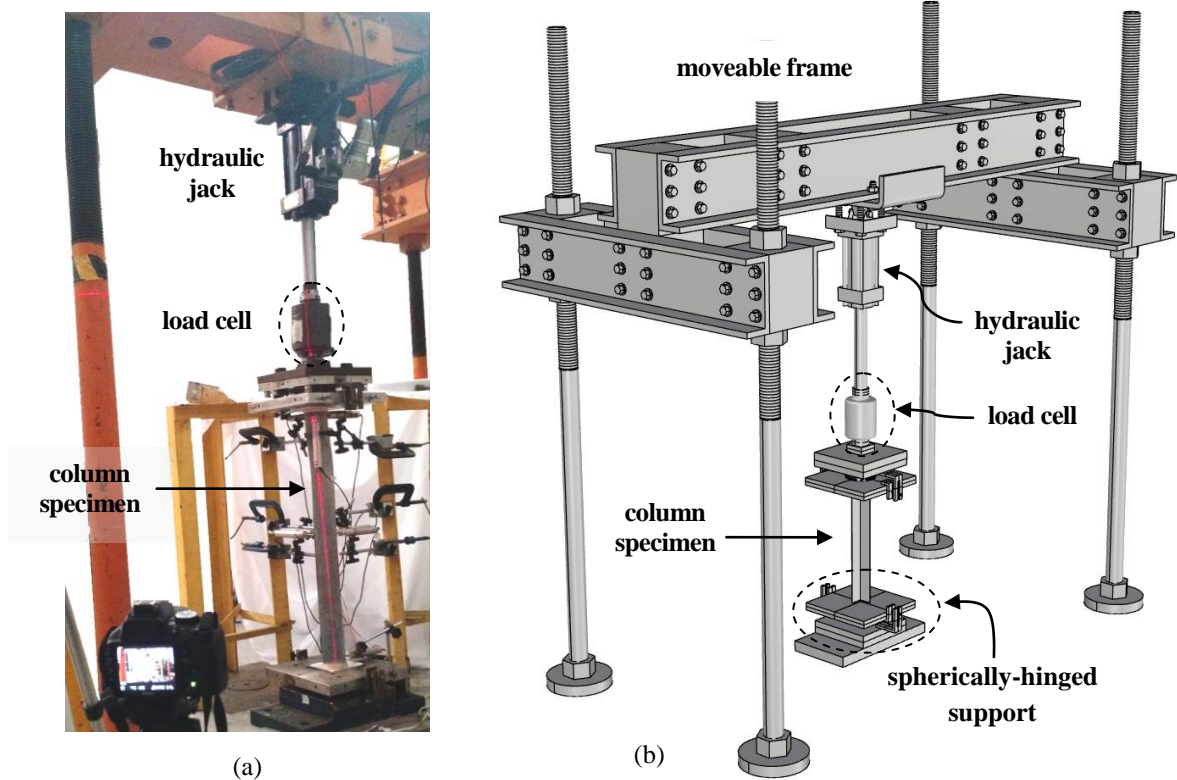 hydraulic
jack
load cell
column
specimen
(a)
moveable frame
hydraulic
jack
load cell
column
specimen
spherically-hinged
support
(b)